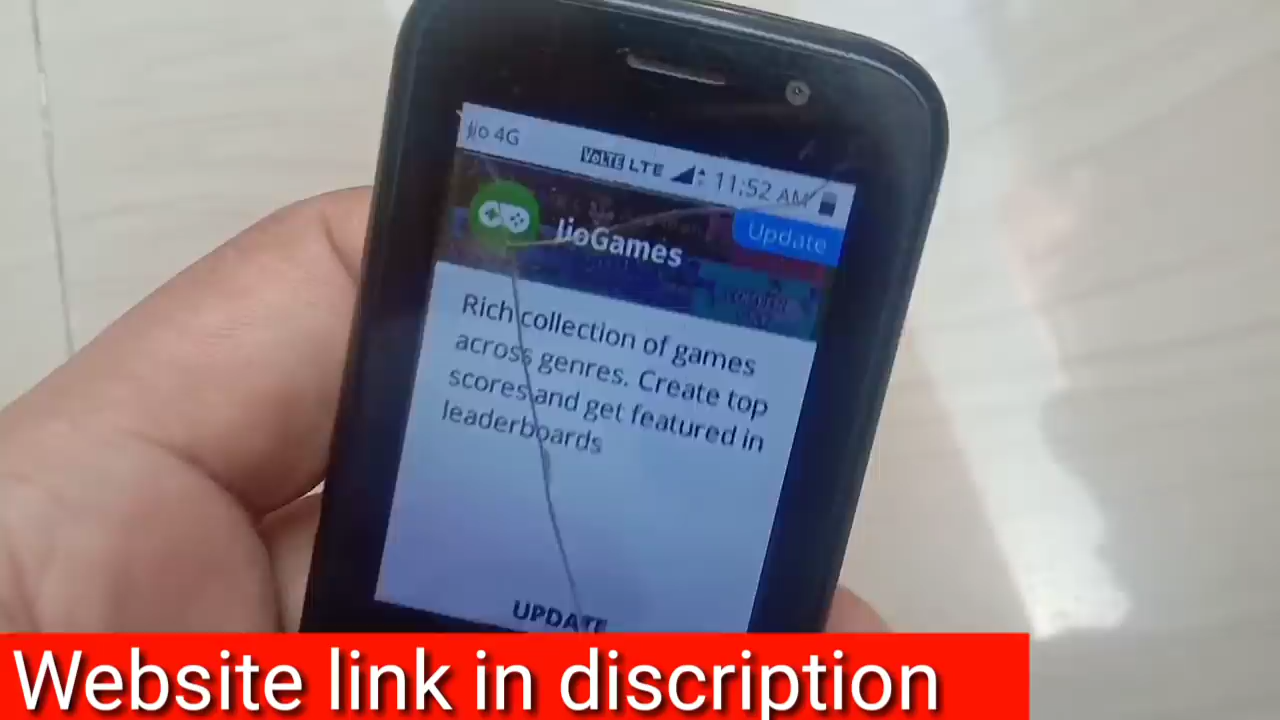 Jio 4G VoLTE LTE 11:52 AM
Update
JioGames
Rich collection of games
across genres. Create top
scores and get featured in
leaderboards
UPDATE
Website link in discription